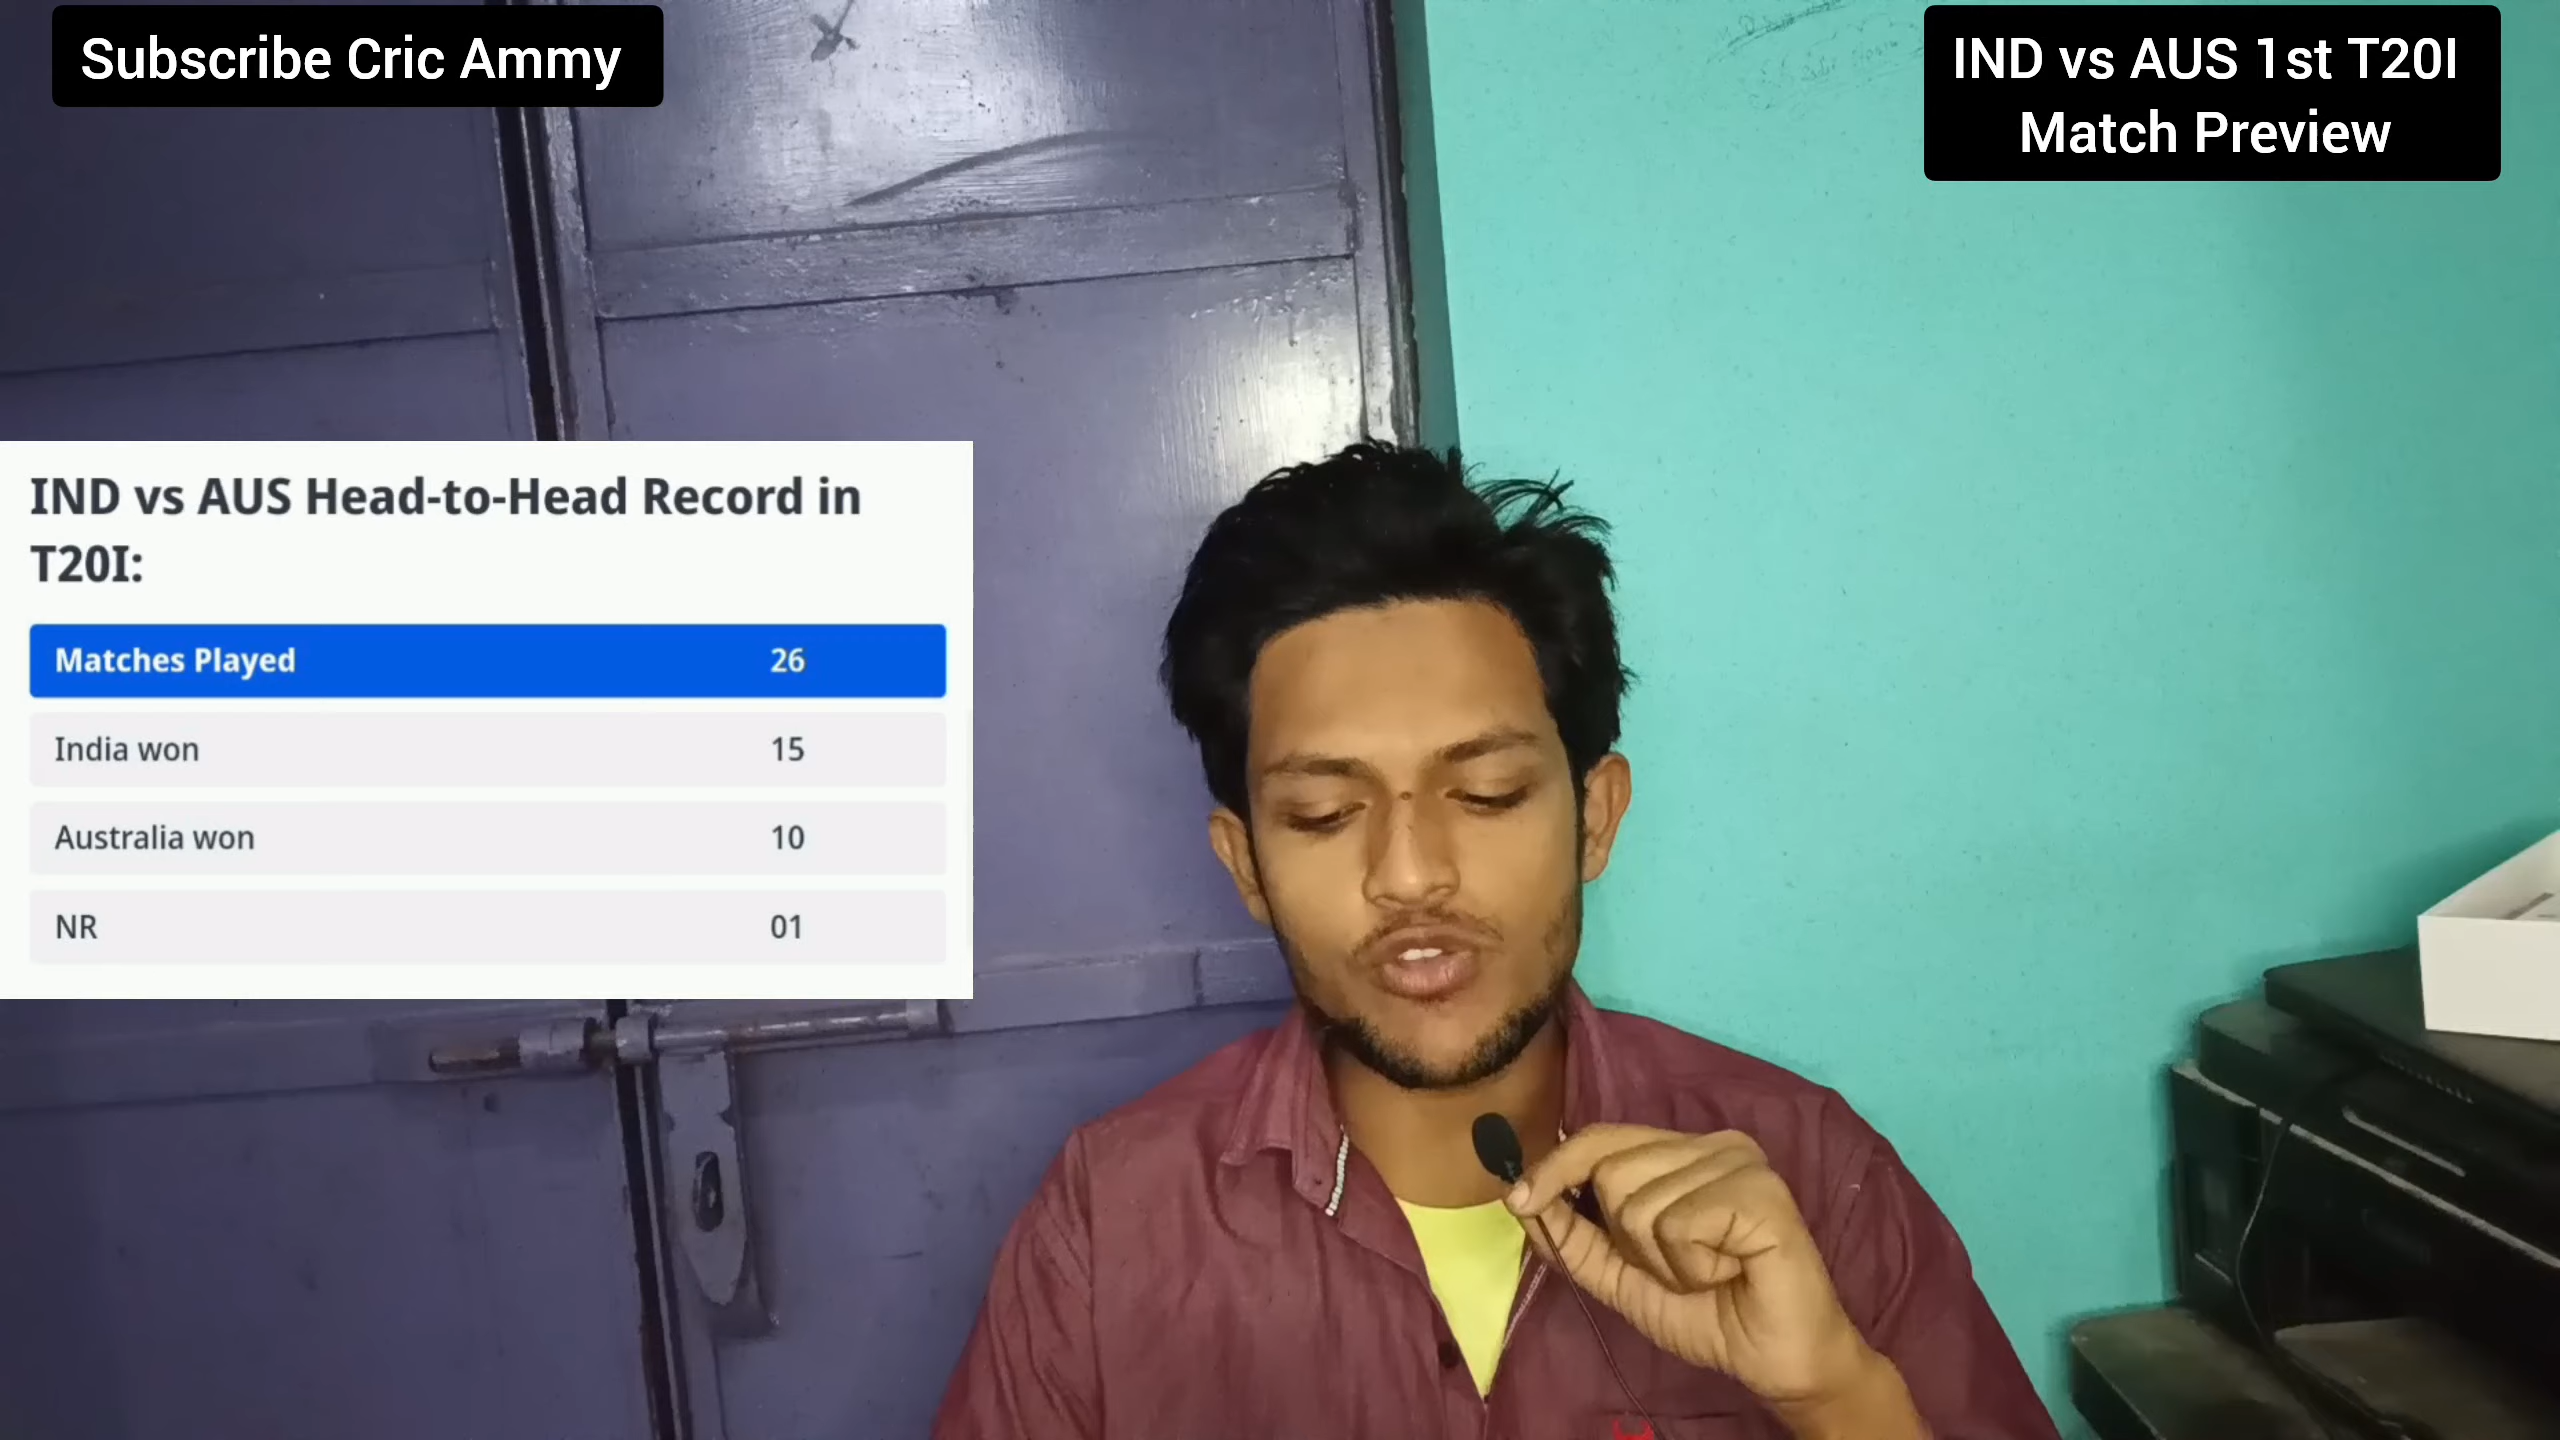 Subscribe Cric Ammy
IND vs AUS 1st T20I
Match Preview
IND vs AUS Head-to-Head Record in
T20I:
Matches Played 26
India won 15
Australia won 10
NR 01